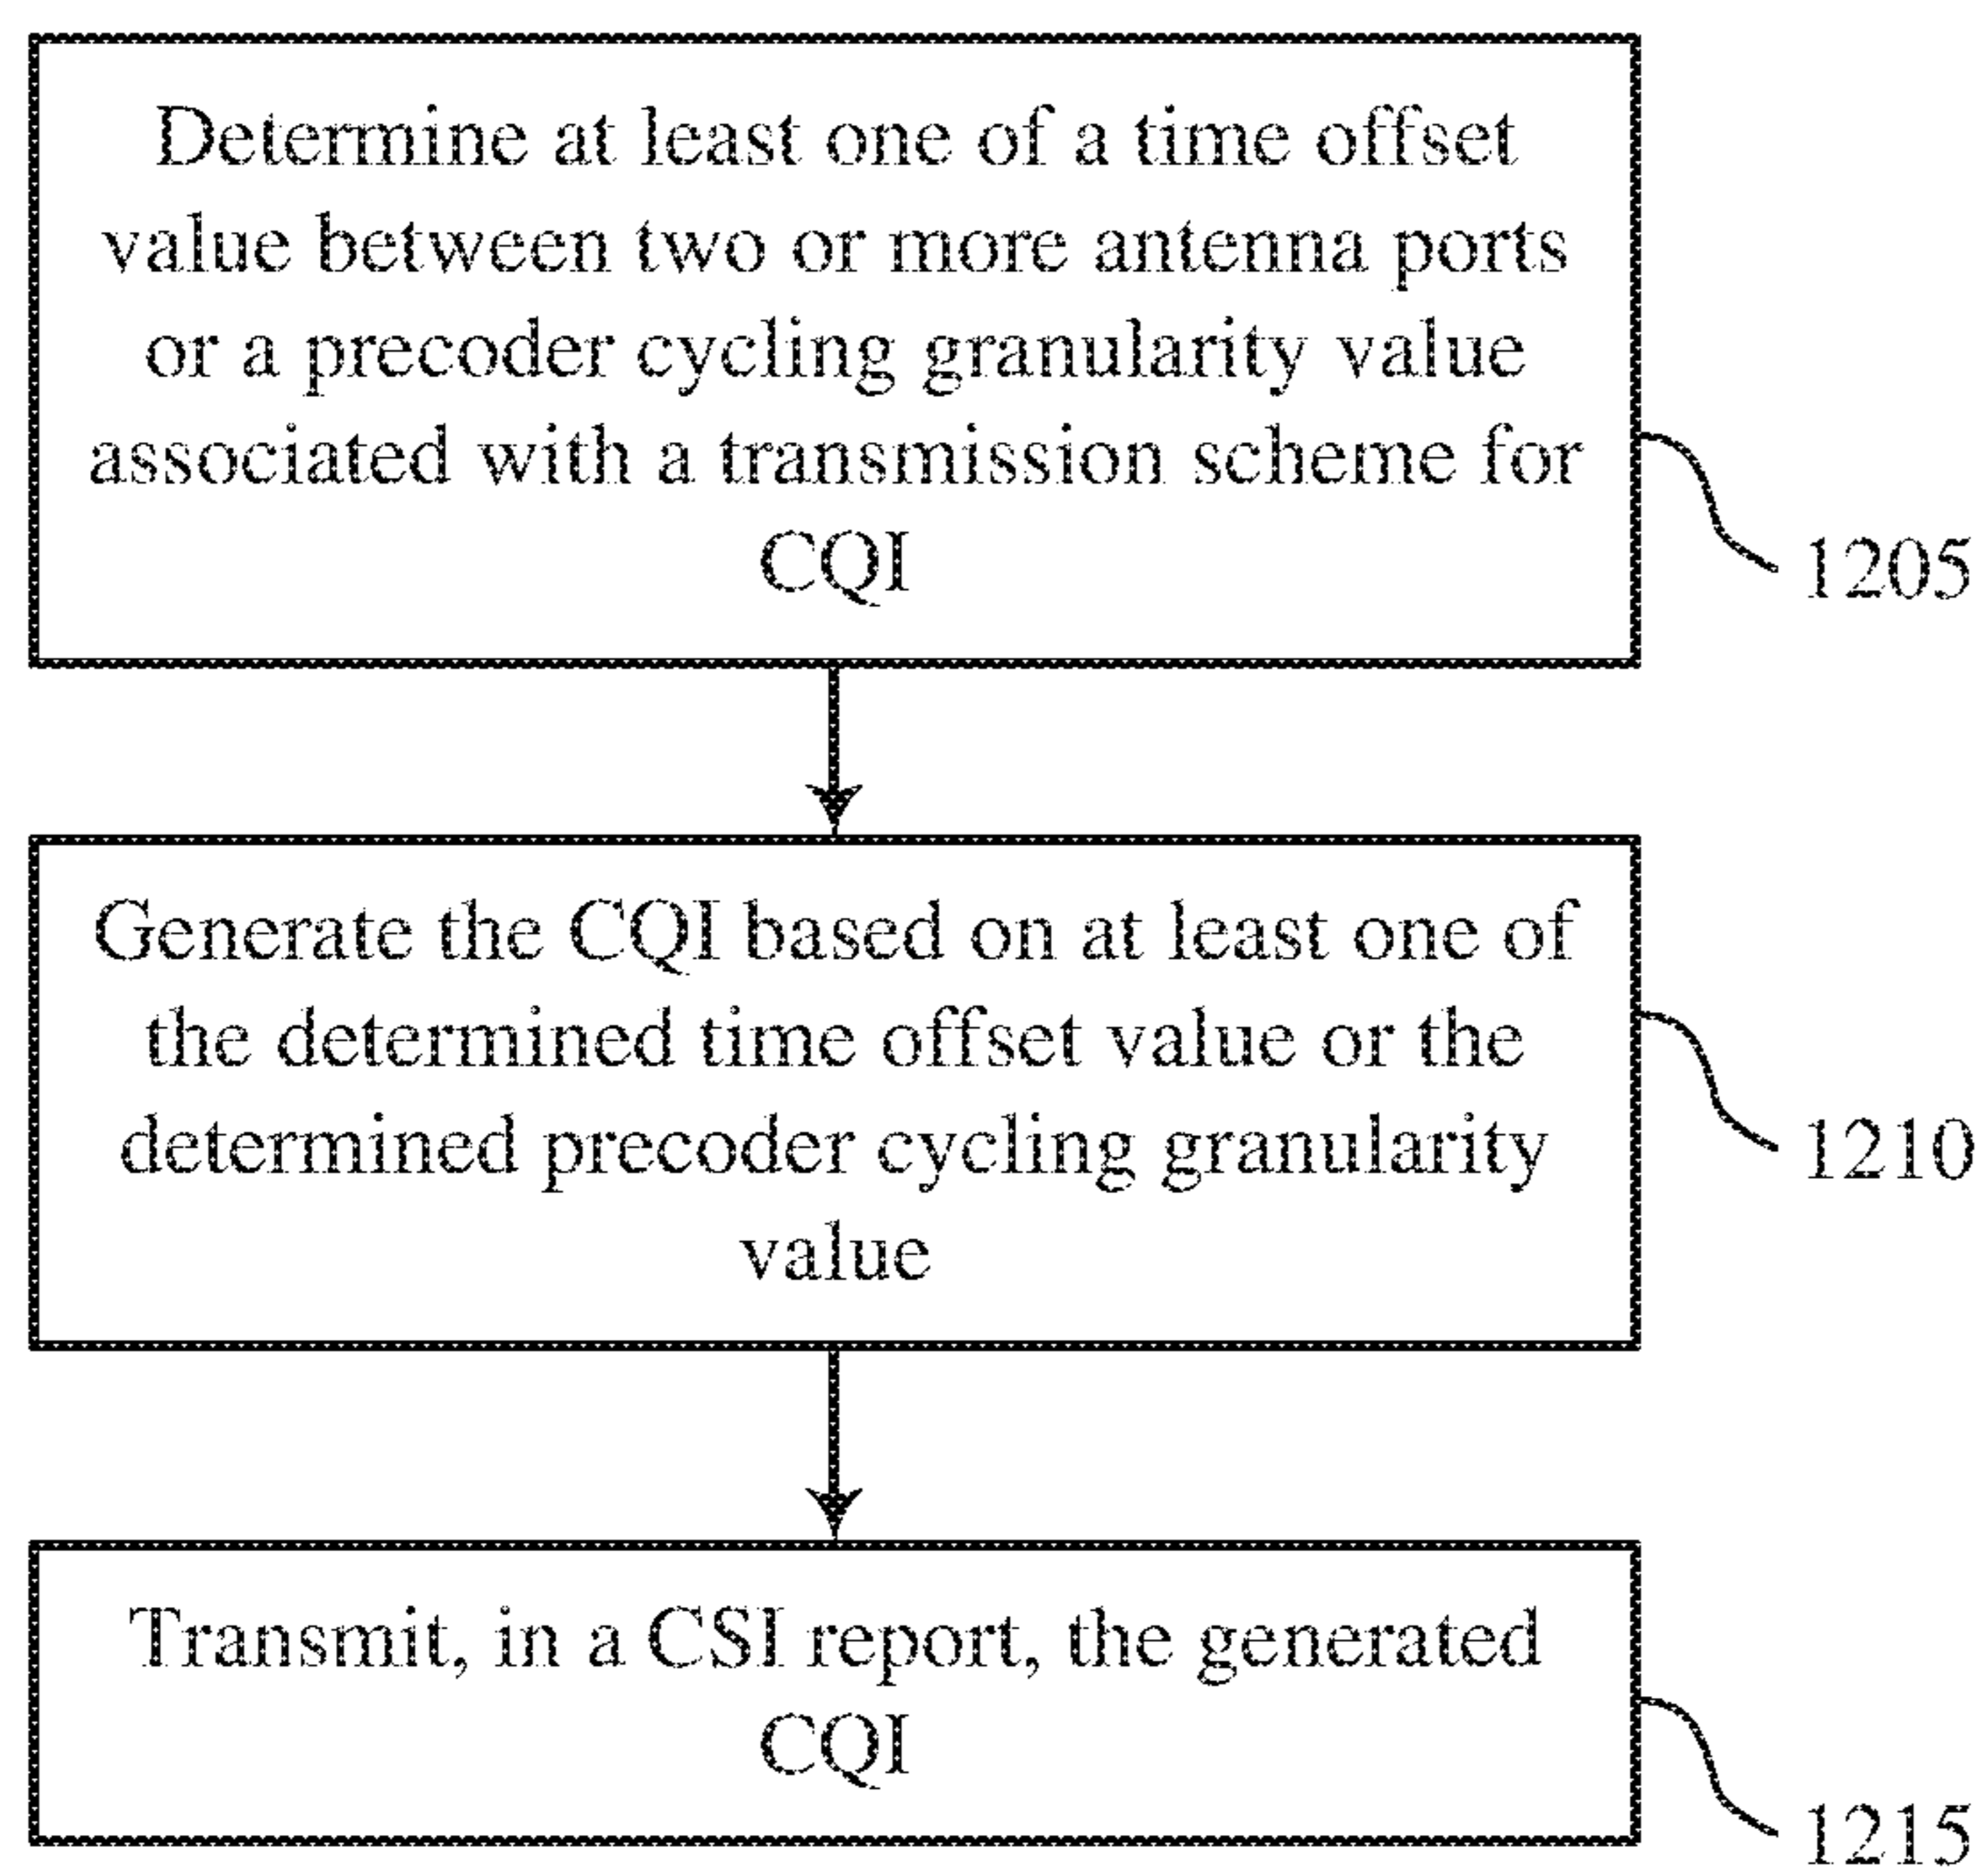 Determine at least one of a time offset
value between two or more antenna ports
or a precoder cycling granularity value
associated with a transmission scheme for
CQI
1205
Generate the CQI based on at least one of
the determined time offset value or the
determined precoder cycling granularity
value
1210
Transmit, in a CSI report, the generated
CQI
1215